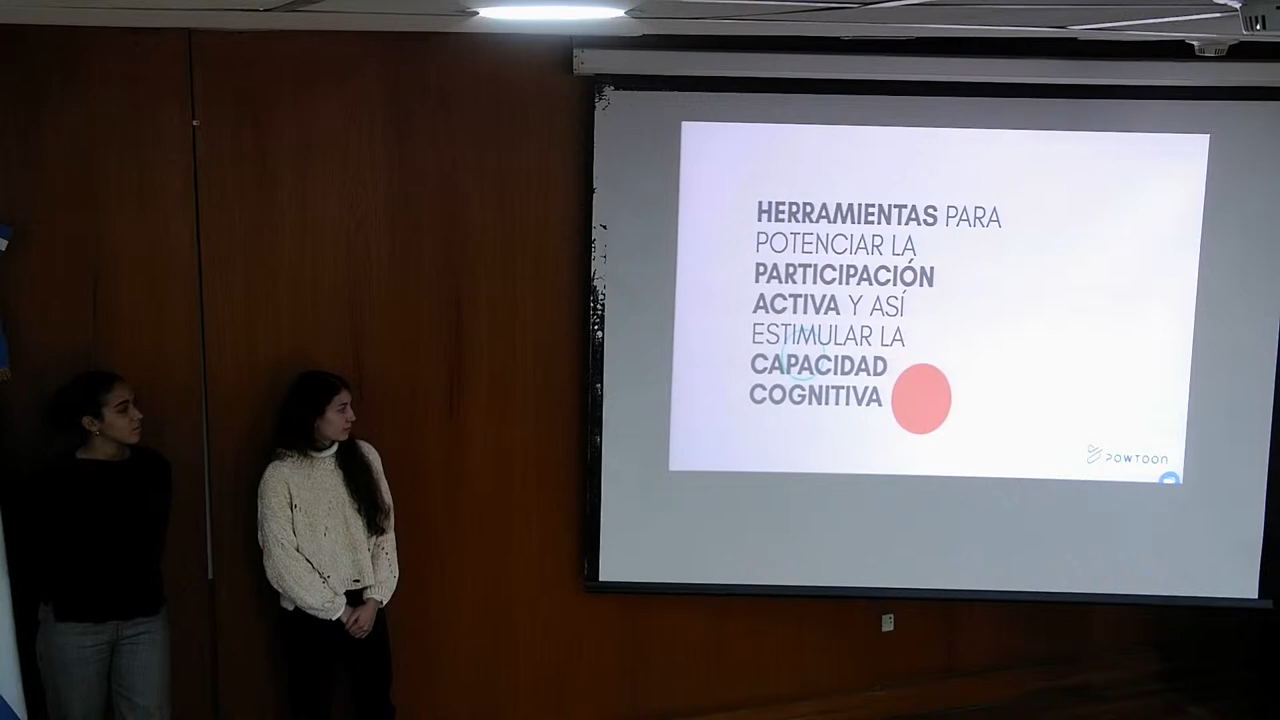 HERRAMIENTAS PARA
POTENCIAR LA
PARTICIPACIÓN
ACTIVA Y ASÍ
ESTIMULAR LA
CAPACIDAD
COGNITIVA
POWTOON